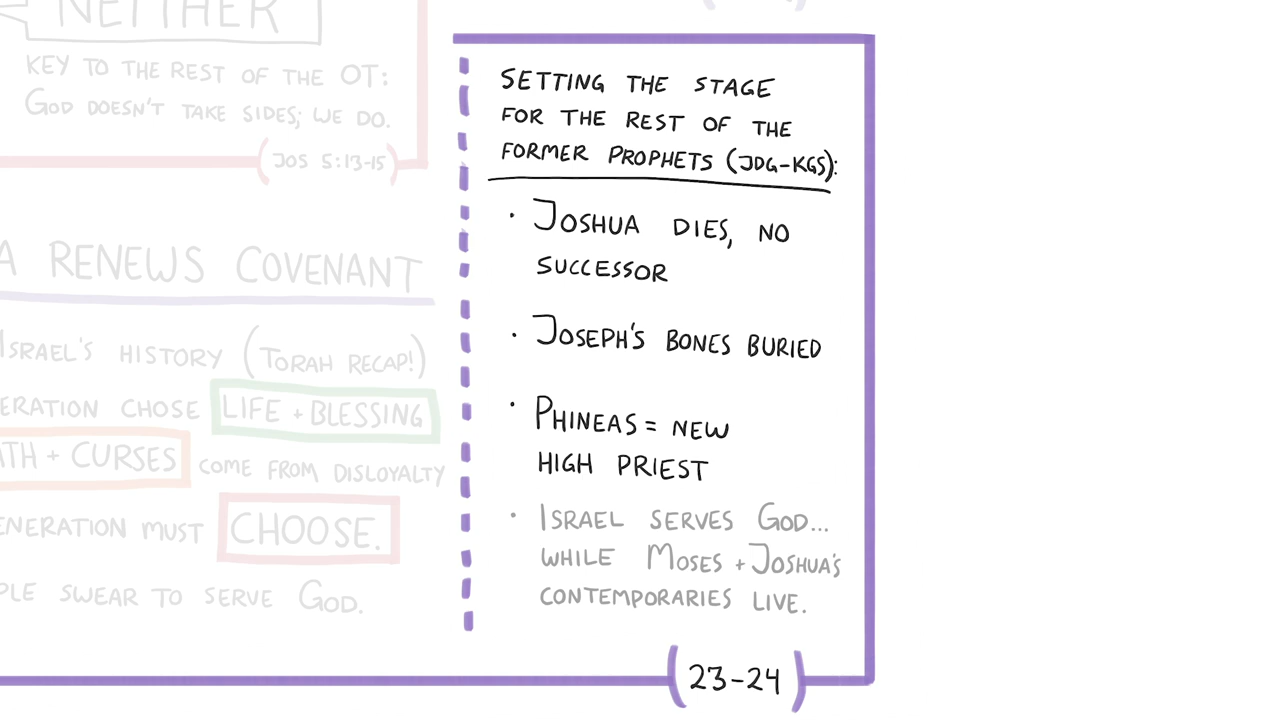 NEITHER
KEY TO THE REST OF THE OT:
GOD DOESN'T TAKE SIDES; WE DO.
(JOS 5:13-15)
A RENEWS COVENANT
ISRAEL'S HISTORY (TORAH RECAP!)
ERATION CHOSE LIFE + BLESSING
ATH + CURSES COME FROM DISLOYALTY
ENERATION MUST CHOOSE.
PLE SWEAR TO SERVE GOD.
SETTING THE STAGE
FOR THE REST OF THE
FORMER PROPHETS (JDG-KGS):
· JOSHUA DIES, NO
SUCCESSOR
· JOSEPH'S BONES BURIED
· PHINEAS = NEW
HIGH PRIEST
· ISRAEL SERVES GOD...
WHILE MOSES + JOSHUA'S
CONTEMPORARIES LIVE.
(23-24)